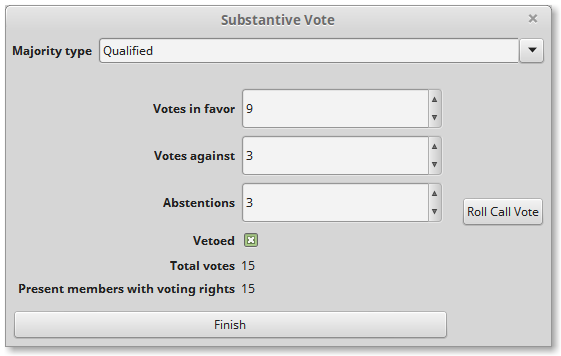 Substantive Vote
Majority type Qualified
Votes in favor 9
Votes against 3
Abstentions 3
Roll Call Vote
Vetoed
Total votes 15
Present members with voting rights 15
Finish